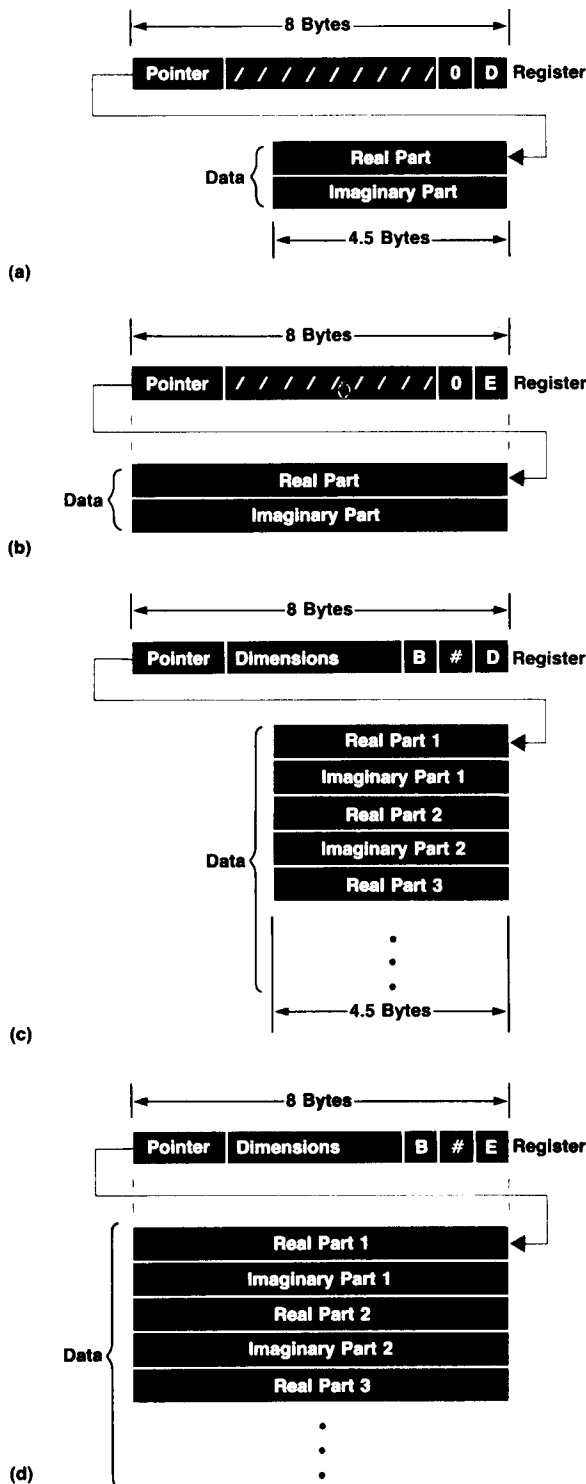 8 Bytes
Pointer / / / / / / / / / 0 D Register
Data
Real Part
Imaginary Part
4.5 Bytes
(a)
8 Bytes
Pointer / / / / / / / / / 0 E Register
Data
Real Part
Imaginary Part
(b)
8 Bytes
Pointer Dimensions B # D Register
Real Part 1
Imaginary Part 1
Real Part 2
Data
Imaginary Part 2
Real Part 3
4.5 Bytes
(c)
8 Bytes
Pointer Dimensions B # E Register
Real Part 1
Imaginary Part 1
Real Part 2
Data
Imaginary Part 2
Real Part 3
(d)